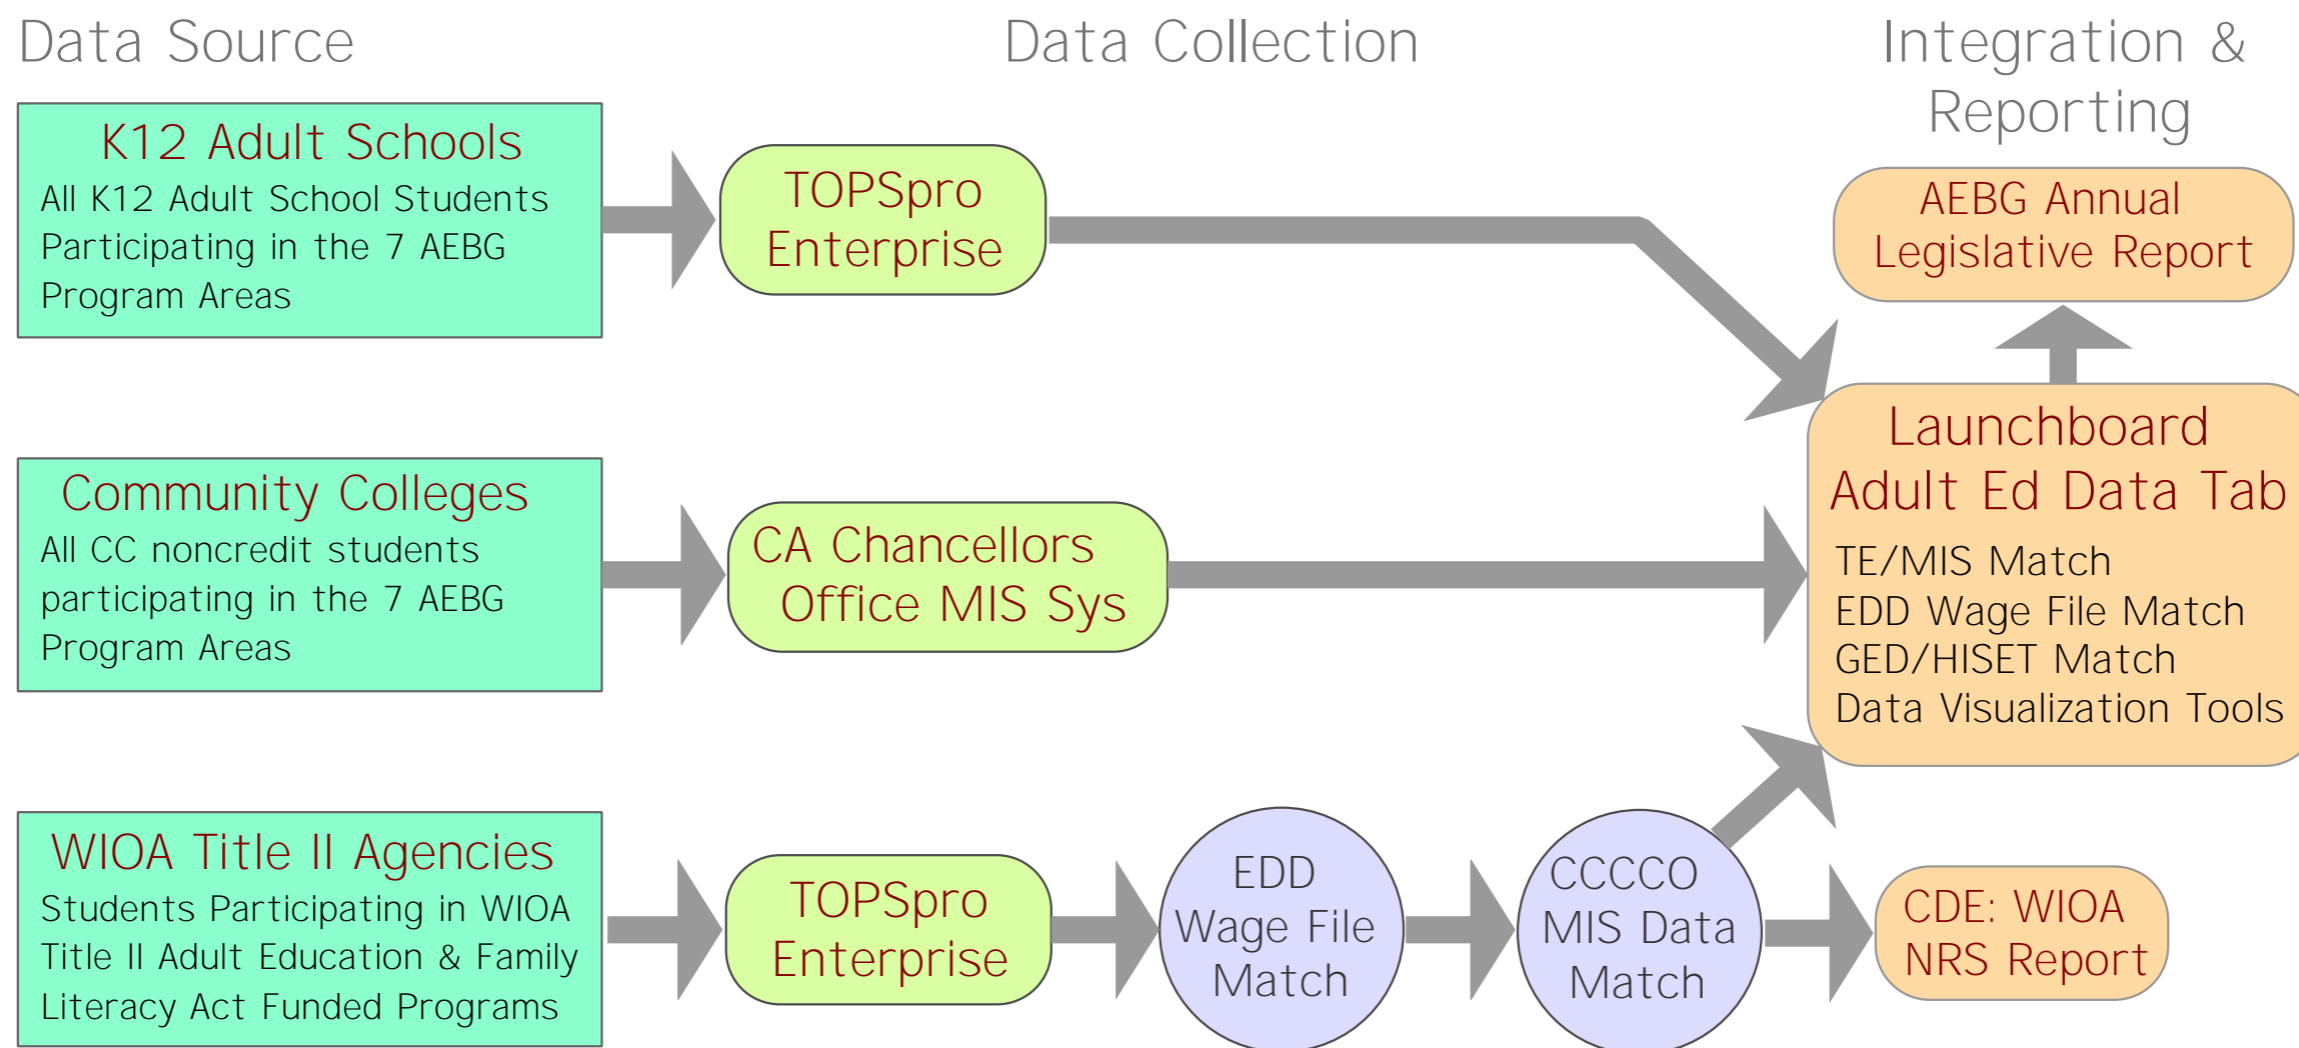 Data Source
Data Collection
Integration &
Reporting
K12 Adult Schools
All K12 Adult School Students
Participating in the 7 AEBG
Program Areas
TOPSpro
Enterprise
AEBG Annual
Legislative Report
Community Colleges
All CC noncredit students
participating in the 7 AEBG
Program Areas
CA Chancellors
Office MIS Sys
Launchboard
Adult Ed Data Tab
TE/MIS Match
EDD Wage File Match
GED/HISET Match
Data Visualization Tools
WIOA Title II Agencies
Students Participating in WIOA
Title II Adult Education & Family
Literacy Act Funded Programs
TOPSpro
Enterprise
EDD
Wage File
Match
CCCCO
MIS Data
Match
CDE: WIOA
NRS Report